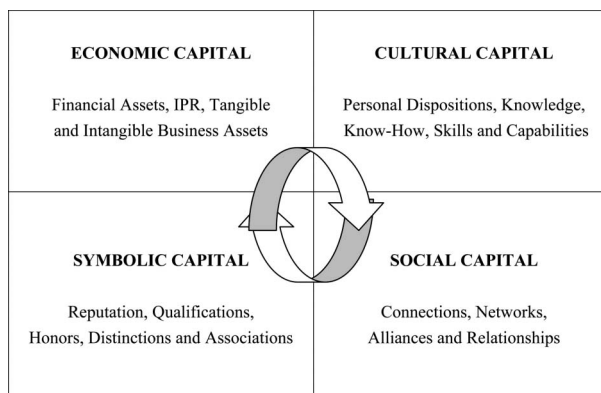 ECONOMIC CAPITAL
Financial Assets, IPR, Tangible
and Intangible Business Assets
CULTURAL CAPITAL
Personal Dispositions, Knowledge,
Know-How, Skills and Capabilities
SYMBOLIC CAPITAL
Reputation, Qualifications,
Honors, Distinctions and Associations
SOCIAL CAPITAL
Connections, Networks,
Alliances and Relationships